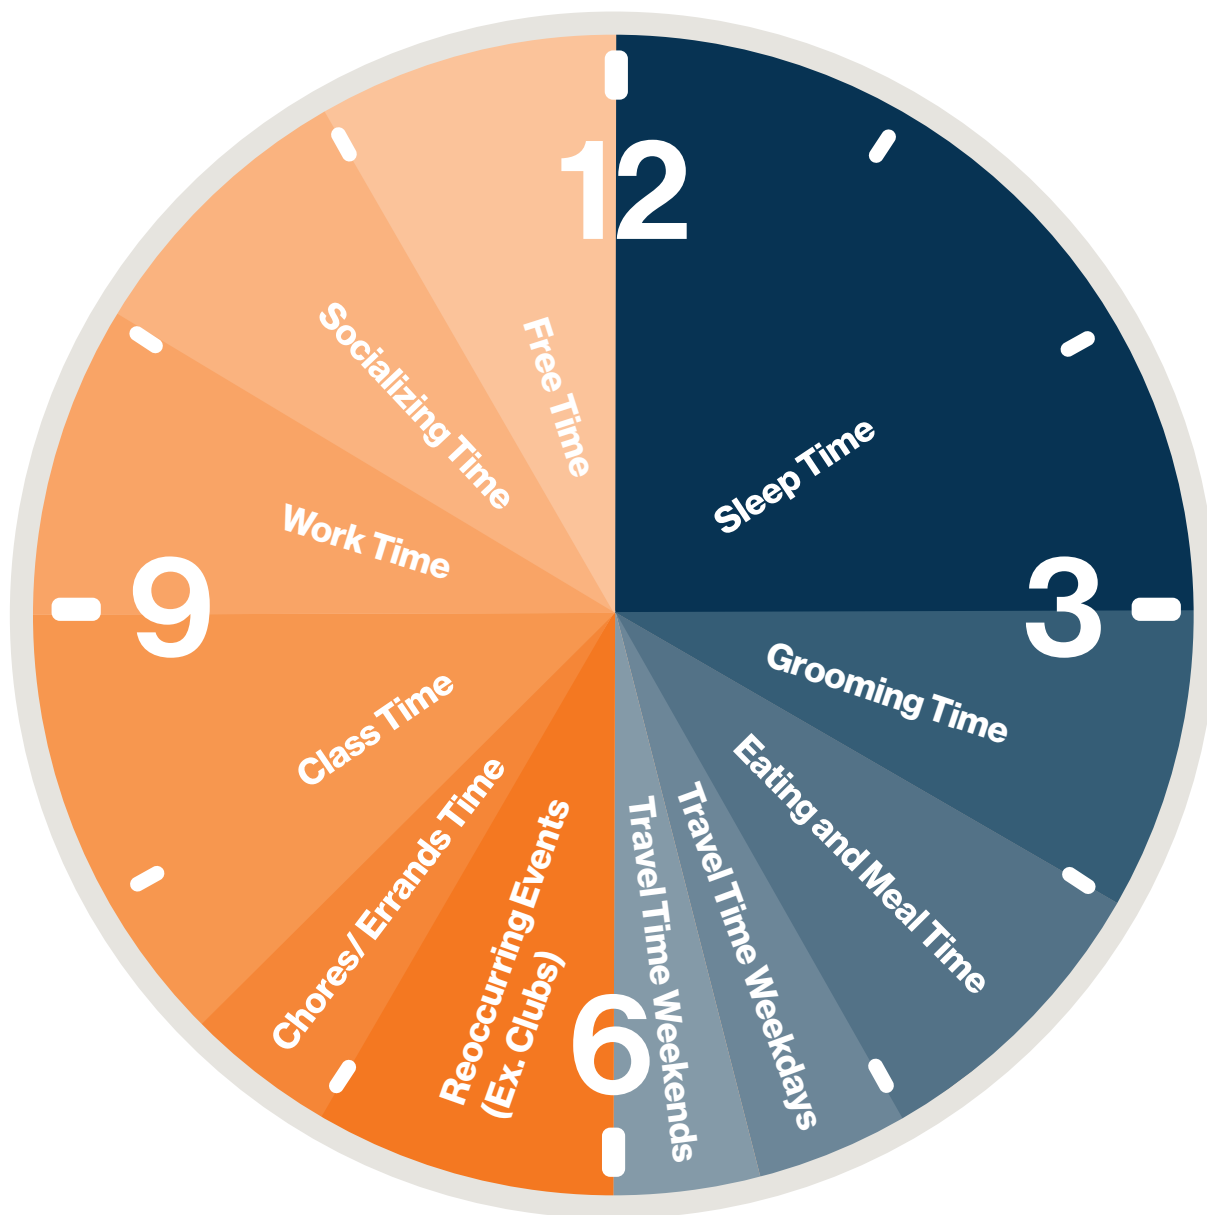 12
Sleep Time
3
Grooming Time
Eating and Meal Time
Travel Time Weekdays
Travel Time Weekends
6
Reoccurring Events
(Ex. Clubs)
Chores/ Errands Time
Class Time
9
Work Time
Socializing Time
Free Time